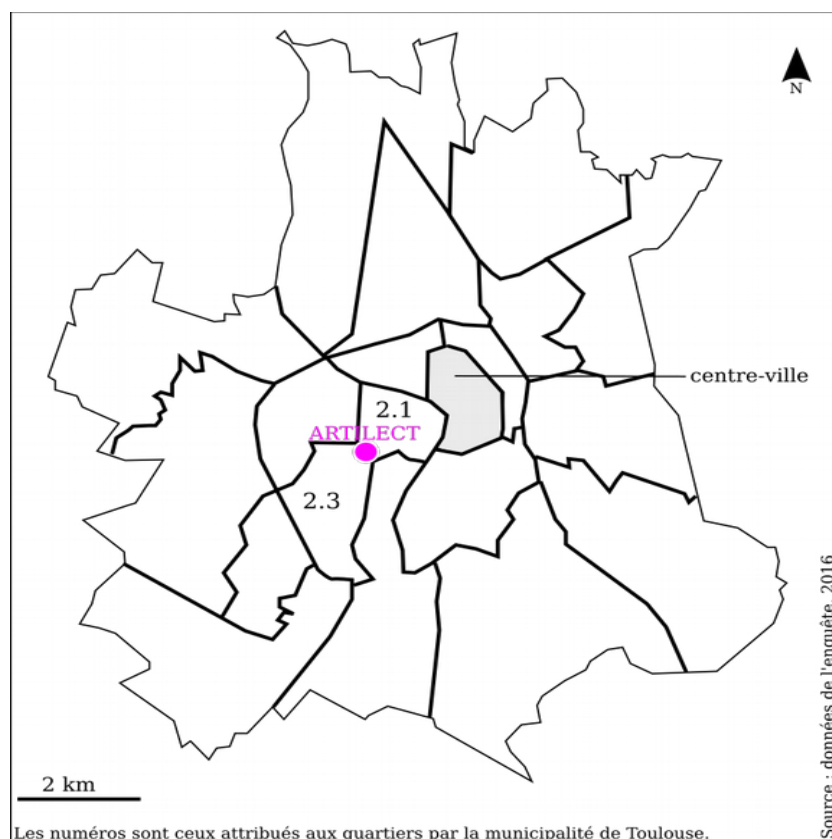 N
centre-ville
2.1
ARTILECT
2.3
Source : données de l'enquête, 2016
2 km
Les numéros sont ceux attribués aux quartiers par la municipalité de Toulouse.